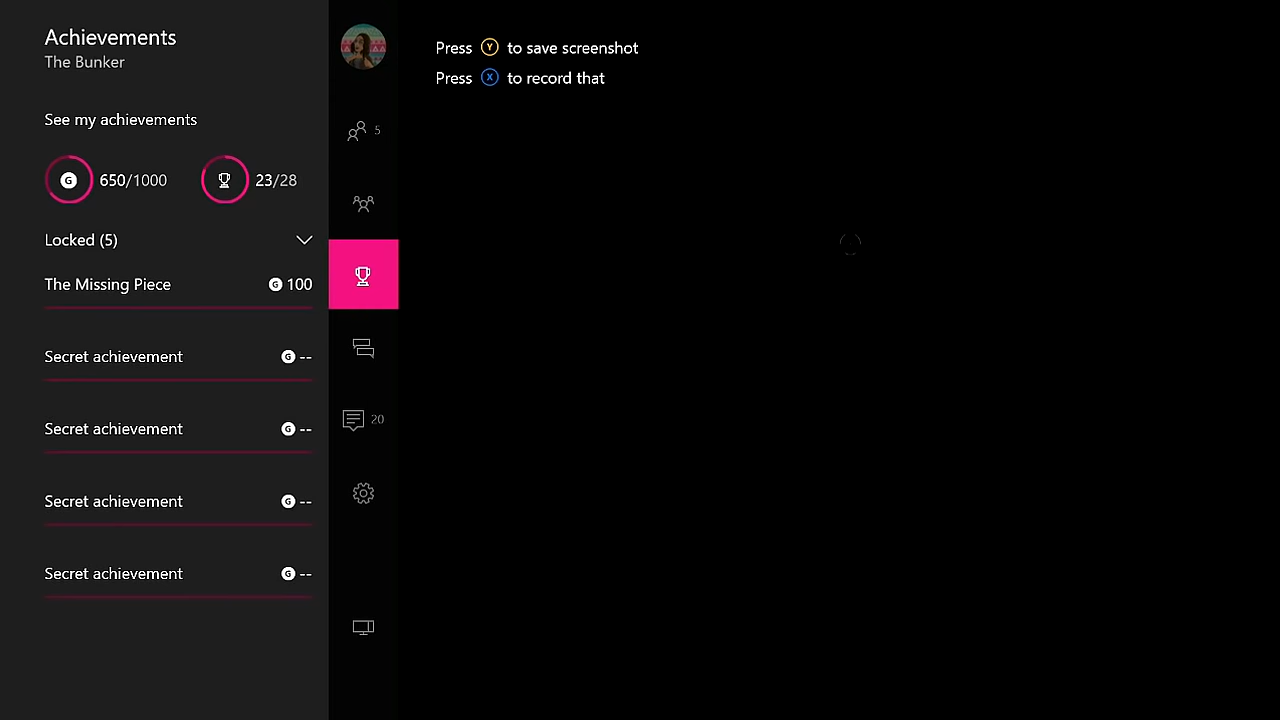 Achievements
The Bunker
See my achievements
G 650/1000 23/28
Locked (5)
The Missing Piece G 100
Secret achievement G --
Secret achievement G --
Secret achievement G --
Secret achievement G --
5
20
Press Y to save screenshot
Press X to record that